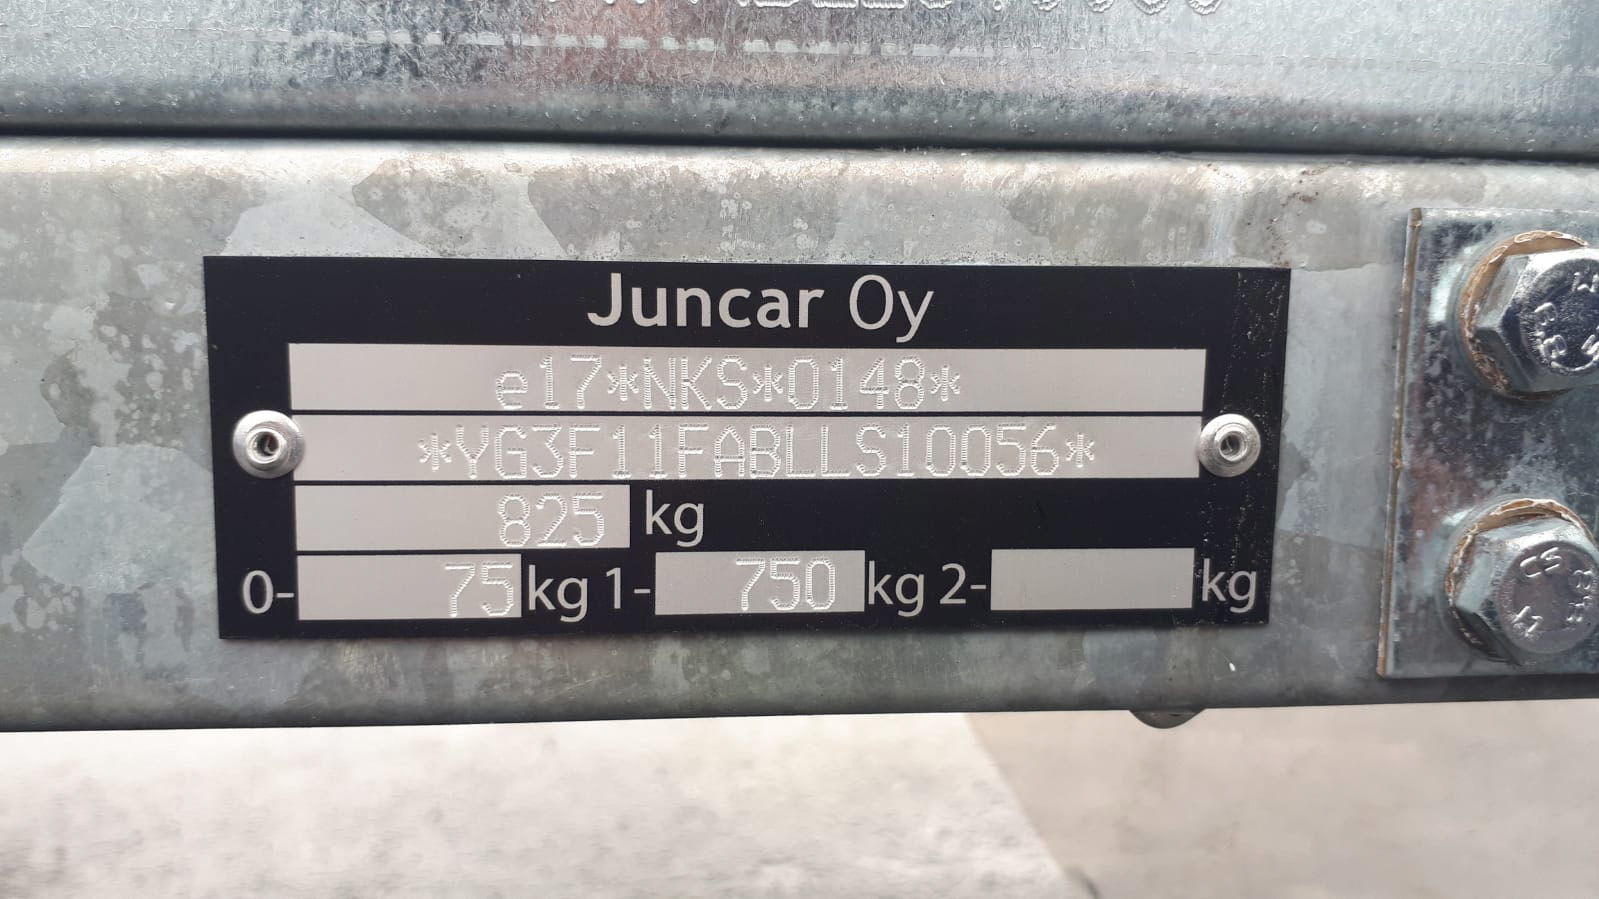 Juncar Oy
e17*NKS*0148*
*YG3F11FABLLS10056*
825 kg
0- 75 kg 1- 750 kg 2- kg